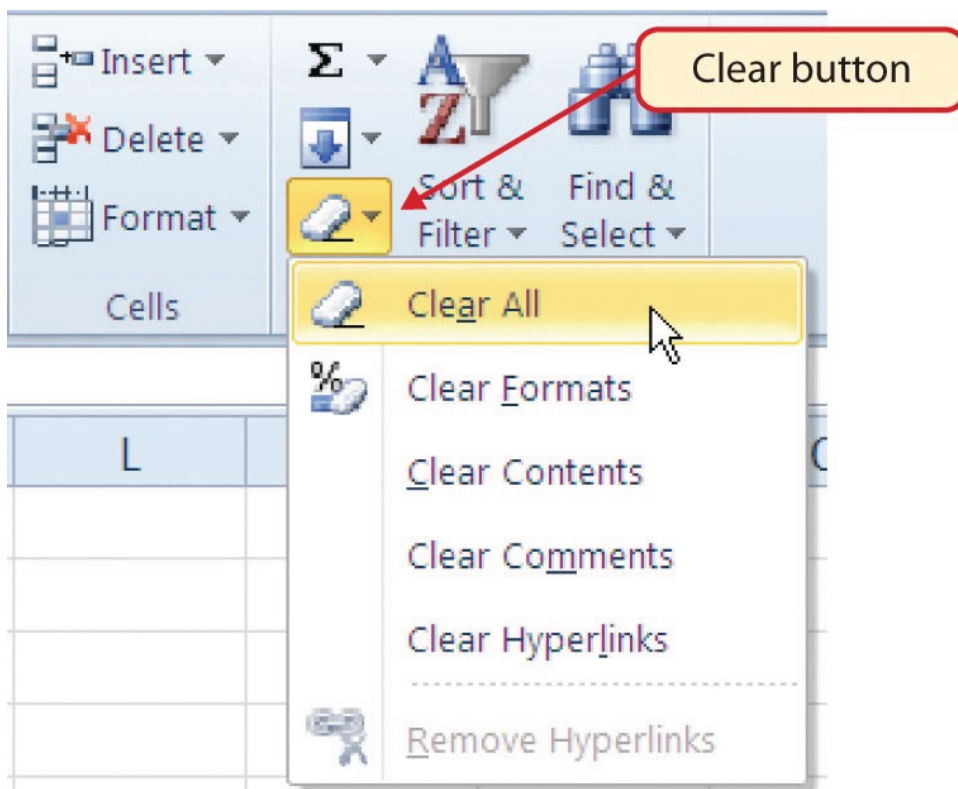 Insert
Delete
Format
Cells
Σ
A
Z
Sort &
Filter
Find &
Select
Clear button
Clear All
%
Clear Formats
Clear Contents
Clear Comments
Clear Hyperlinks
Remove Hyperlinks
L